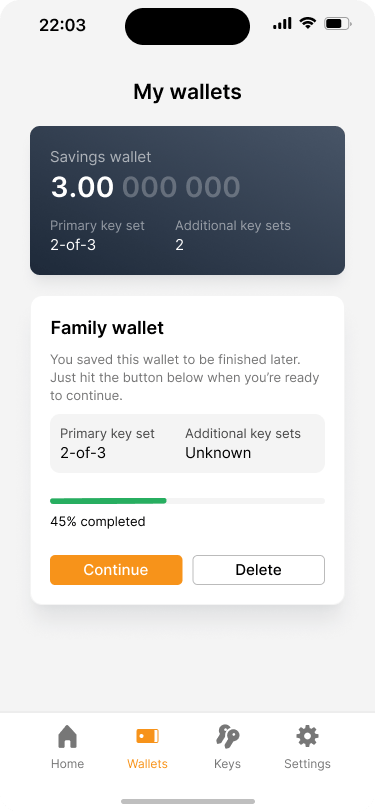 22:03
My wallets
Savings wallet
3.00 000 000
Primary key set Additional key sets
2-of-3 2
Family wallet
You saved this wallet to be finished later.
Just hit the button below when you’re ready
to continue.
Primary key set Additional key sets
2-of-3 Unknown
45% completed
Continue Delete
Home Wallets Keys Settings